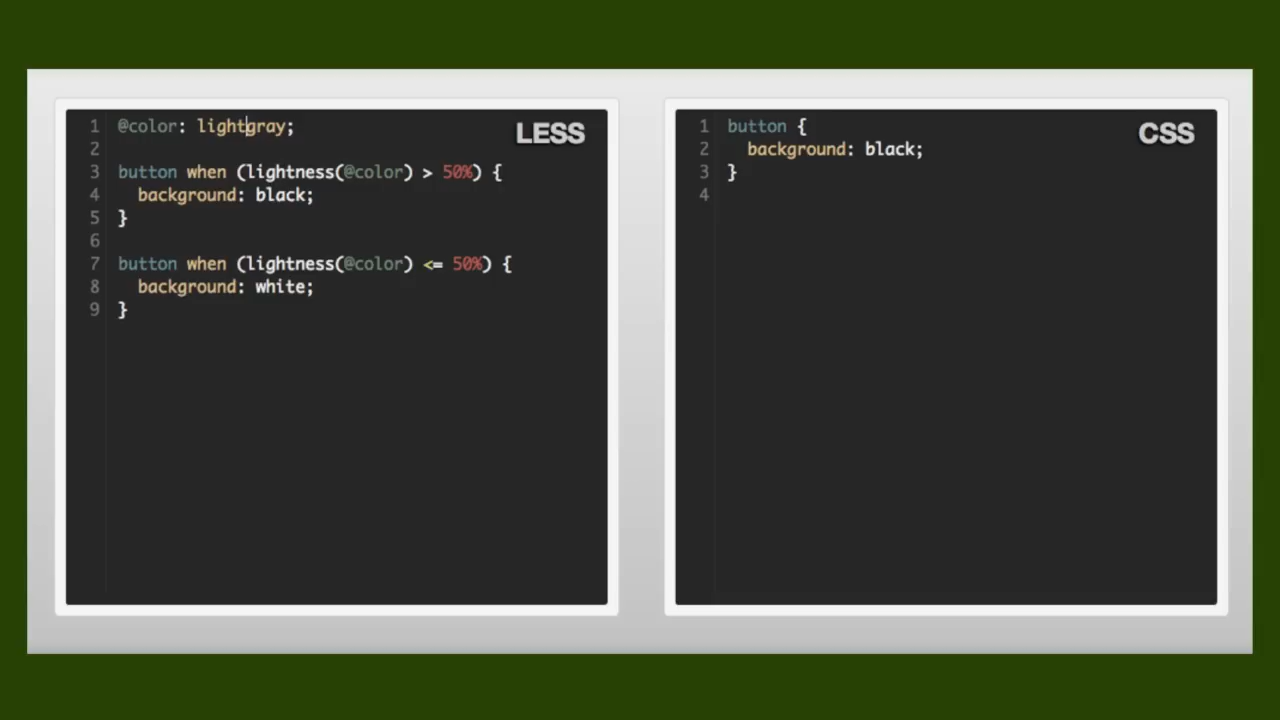 LESS
1 @color: lightgray;
2
3 button when (lightness(@color) > 50%) {
4   background: black;
5 }
6
7 button when (lightness(@color) <= 50%) {
8   background: white;
9 }
CSS
1 button {
2   background: black;
3 }
4